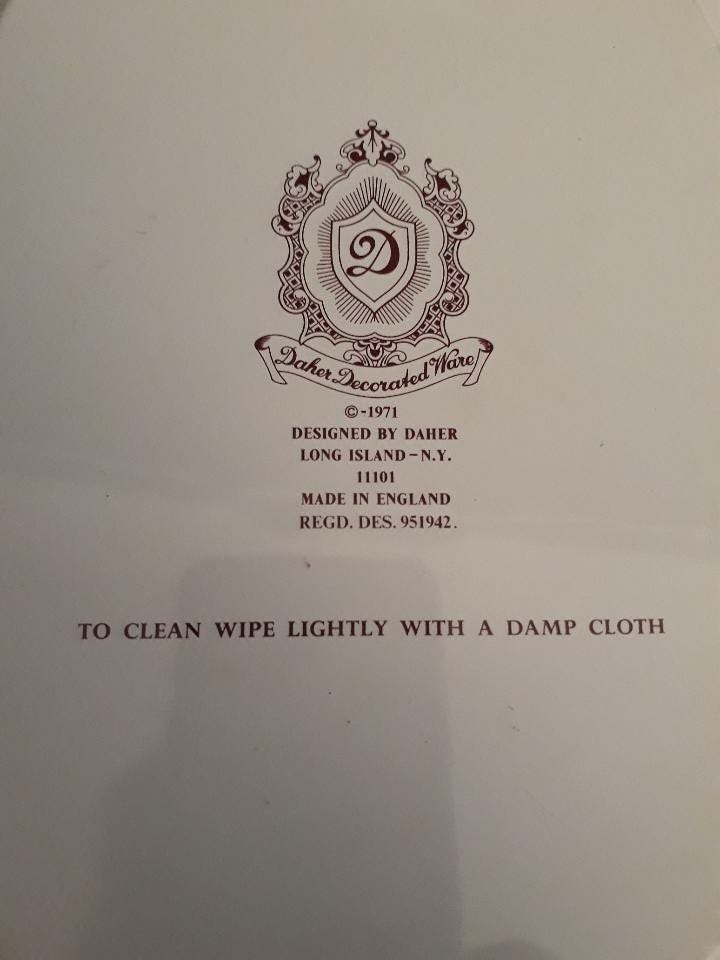 D
Daher Decorated Ware
©-1971
DESIGNED BY DAHER
LONG ISLAND-N.Y.
11101
MADE IN ENGLAND
REGD. DES. 951942.
TO CLEAN WIPE LIGHTLY WITH A DAMP CLOTH